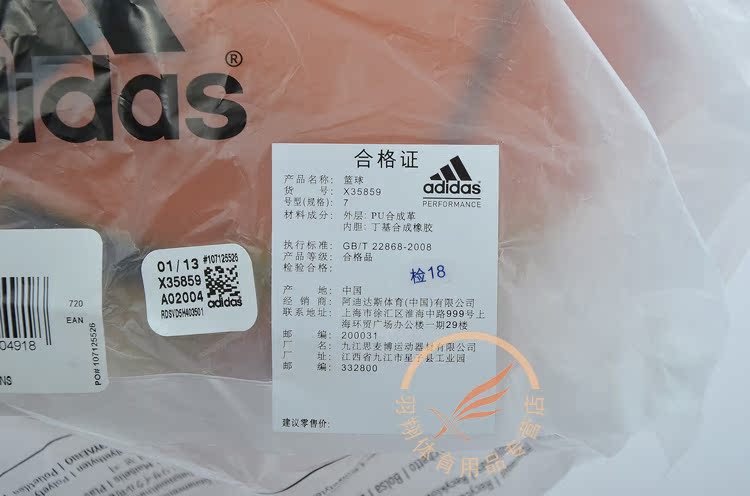 adidas®
合格证
产品名称: 篮球
货 号: X35859
号型(规格): 7
材料成分: 外层: PU合成革
内胆: 丁基合成橡胶
adidas
PERFORMANCE
执行标准: GB/T 22868-2008
产品等级: 合格品
检验合格:
检18
产 地: 中国
经 销 商: 阿迪达斯体育(中国)有限公司
联系地址: 上海市徐汇区淮海中路999号上
海环贸广场办公楼一期29楼
邮 编: 200031
厂 名: 九江思麦博运动器材有限公司
厂 址: 江西省九江市星子县工业园
邮 编: 332800
建议零售价:
01/13
#107125526
X35859
A02004
adidas
RDSVDSH403501
720
EAN
04918
PO# 107125526
NS